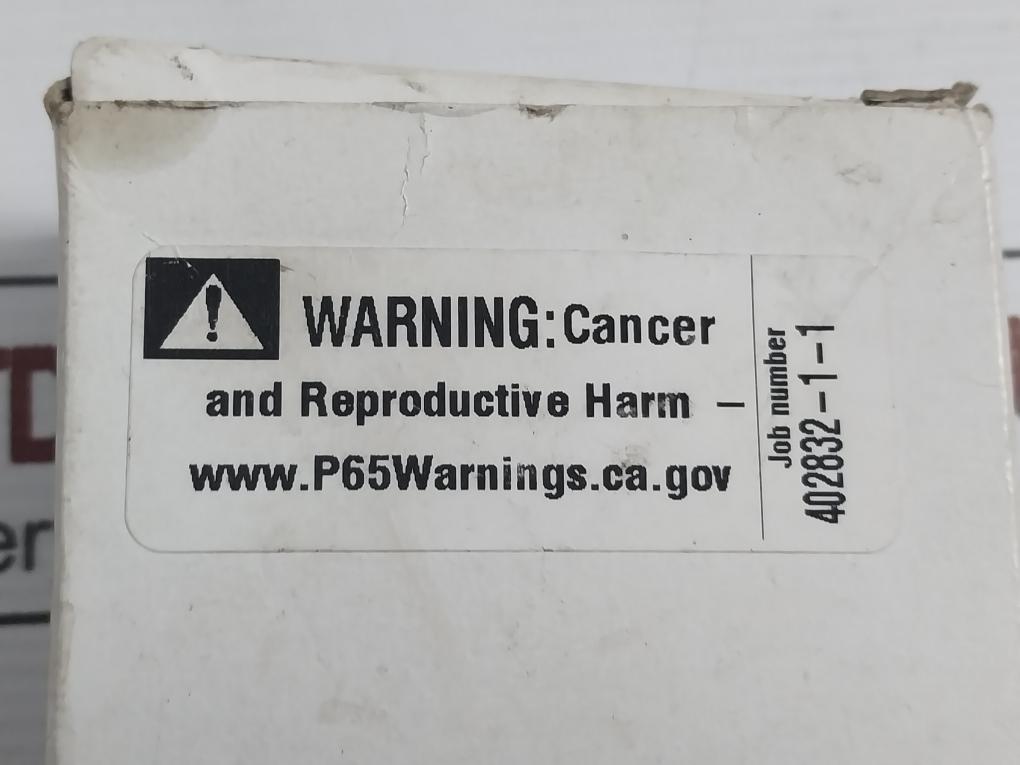 WARNING: Cancer
and Reproductive Harm –
www.P65Warnings.ca.gov
Job number
402832-1-1